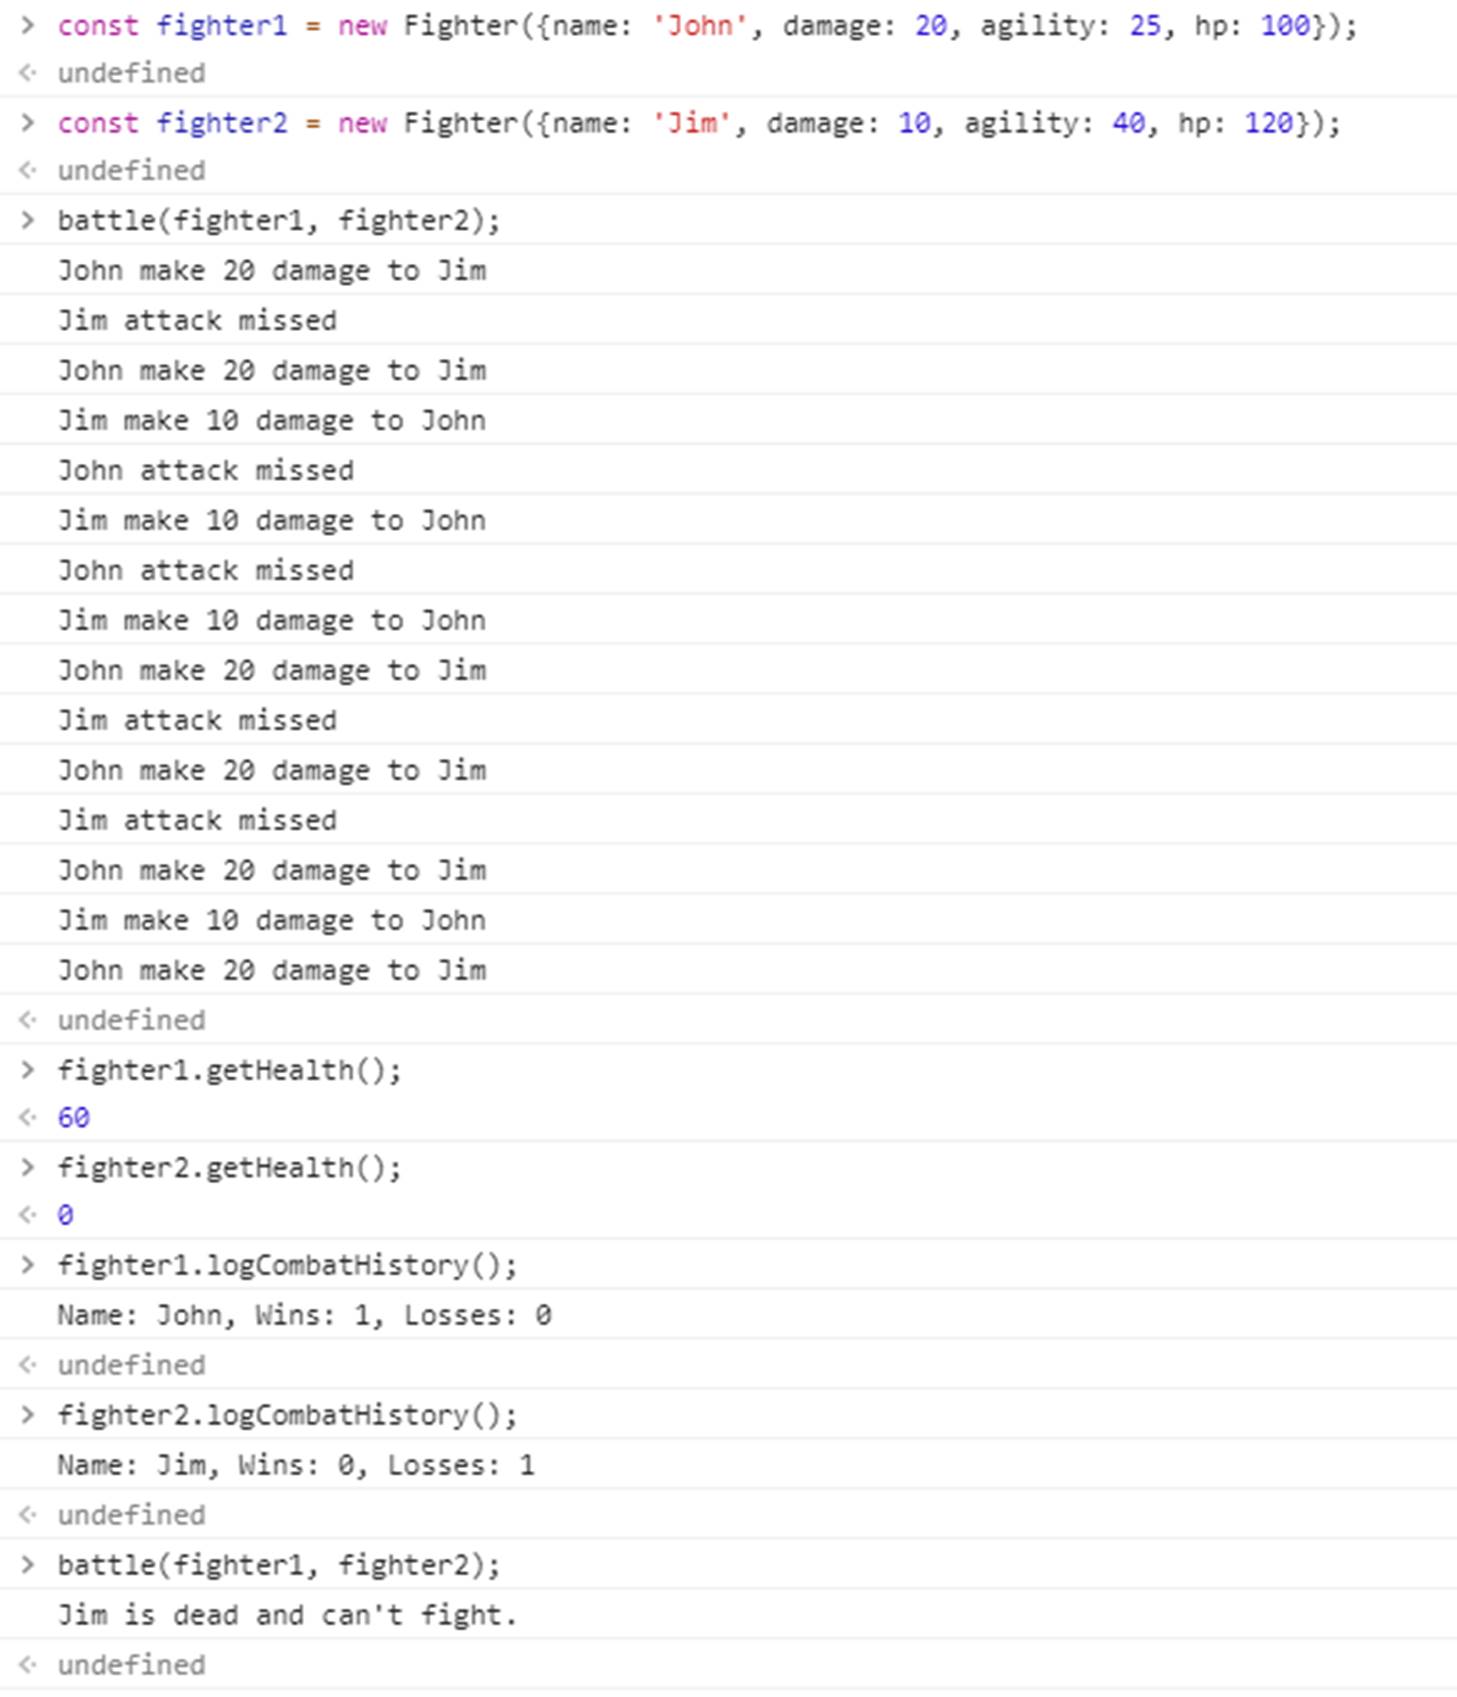 > const fighter1 = new Fighter({name: 'John', damage: 20, agility: 25, hp: 100});
<· undefined
> const fighter2 = new Fighter({name: 'Jim', damage: 10, agility: 40, hp: 120});
<· undefined
> battle(fighter1, fighter2);
John make 20 damage to Jim
Jim attack missed
John make 20 damage to Jim
Jim make 10 damage to John
John attack missed
Jim make 10 damage to John
John attack missed
Jim make 10 damage to John
John make 20 damage to Jim
Jim attack missed
John make 20 damage to Jim
Jim attack missed
John make 20 damage to Jim
Jim make 10 damage to John
John make 20 damage to Jim
<· undefined
> fighter1.getHealth();
<· 60
> fighter2.getHealth();
<· 0
> fighter1.logCombatHistory();
Name: John, Wins: 1, Losses: 0
<· undefined
> fighter2.logCombatHistory();
Name: Jim, Wins: 0, Losses: 1
<· undefined
> battle(fighter1, fighter2);
Jim is dead and can't fight.
<· undefined